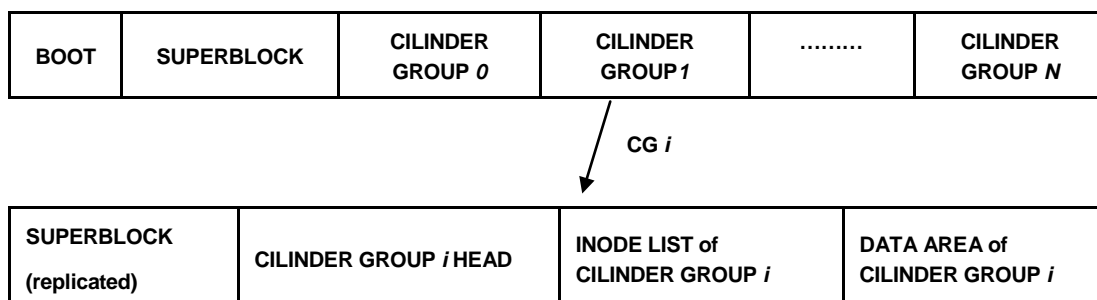 BOOT
SUPERBLOCK
CILINDER
GROUP 0
CILINDER
GROUP1
………
CILINDER
GROUP N
CG i
SUPERBLOCK
(replicated)
CILINDER GROUP i HEAD
INODE LIST of
CILINDER GROUP i
DATA AREA of
CILINDER GROUP i